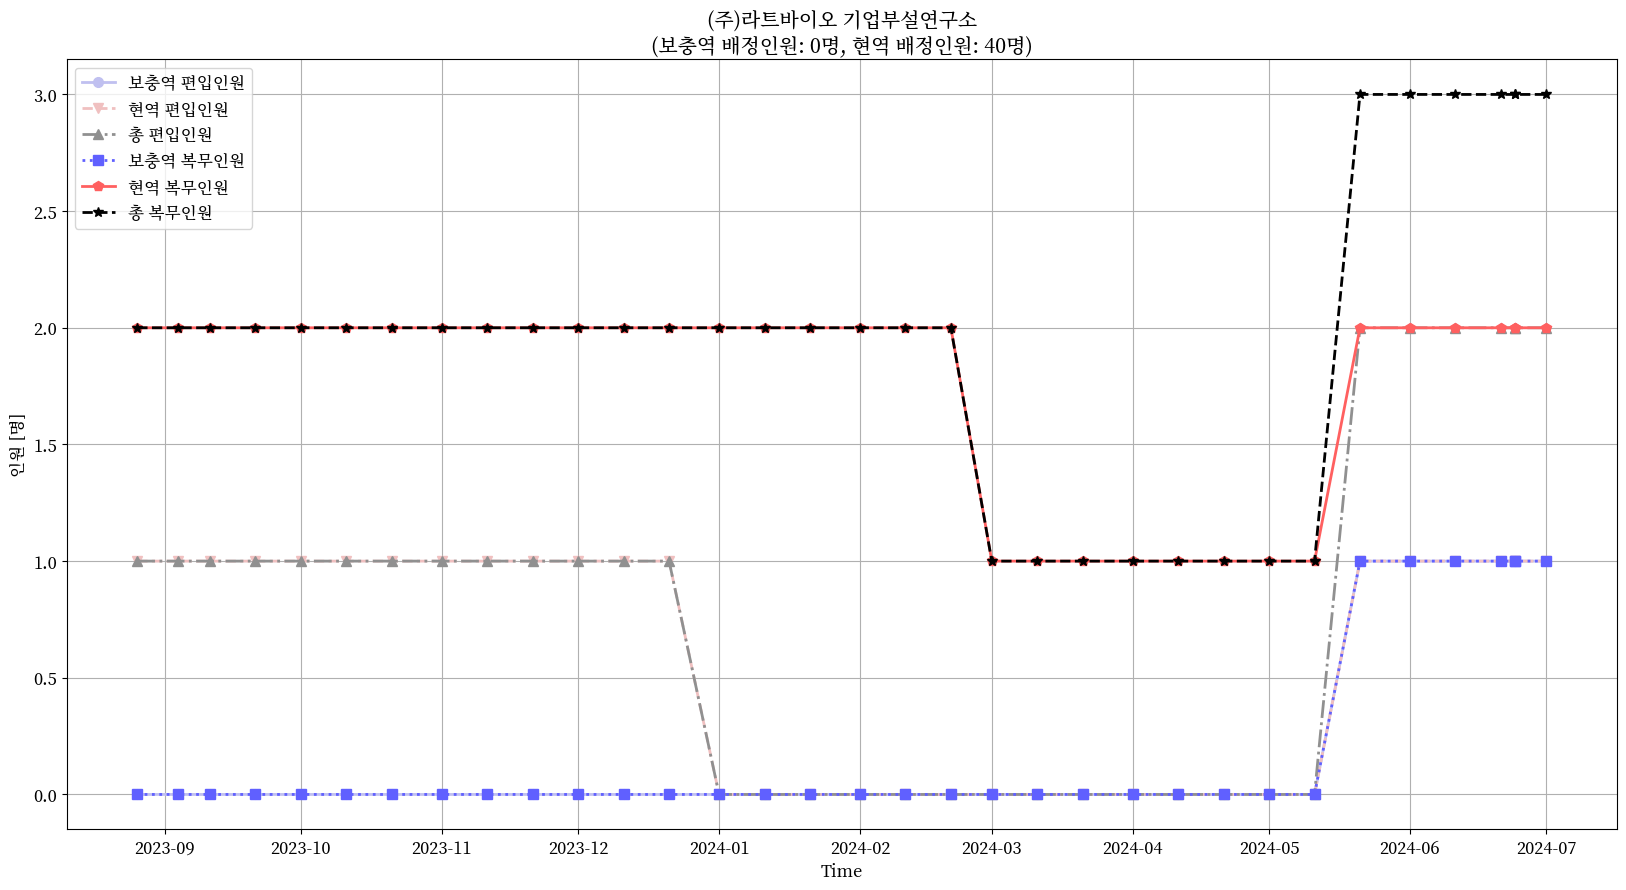 (주)라트바이오 기업부설연구소
(보충역 배정인원: 0명, 현역 배정인원: 40명)
보충역 편입인원
현역 편입인원
총 편입인원
보충역 복무인원
현역 복무인원
총 복무인원
3.0
2.5
2.0
1.5
1.0
0.5
0.0
인원 [명]
2023-09 2023-10 2023-11 2023-12 2024-01 2024-02 2024-03 2024-04 2024-05 2024-06 2024-07
Time